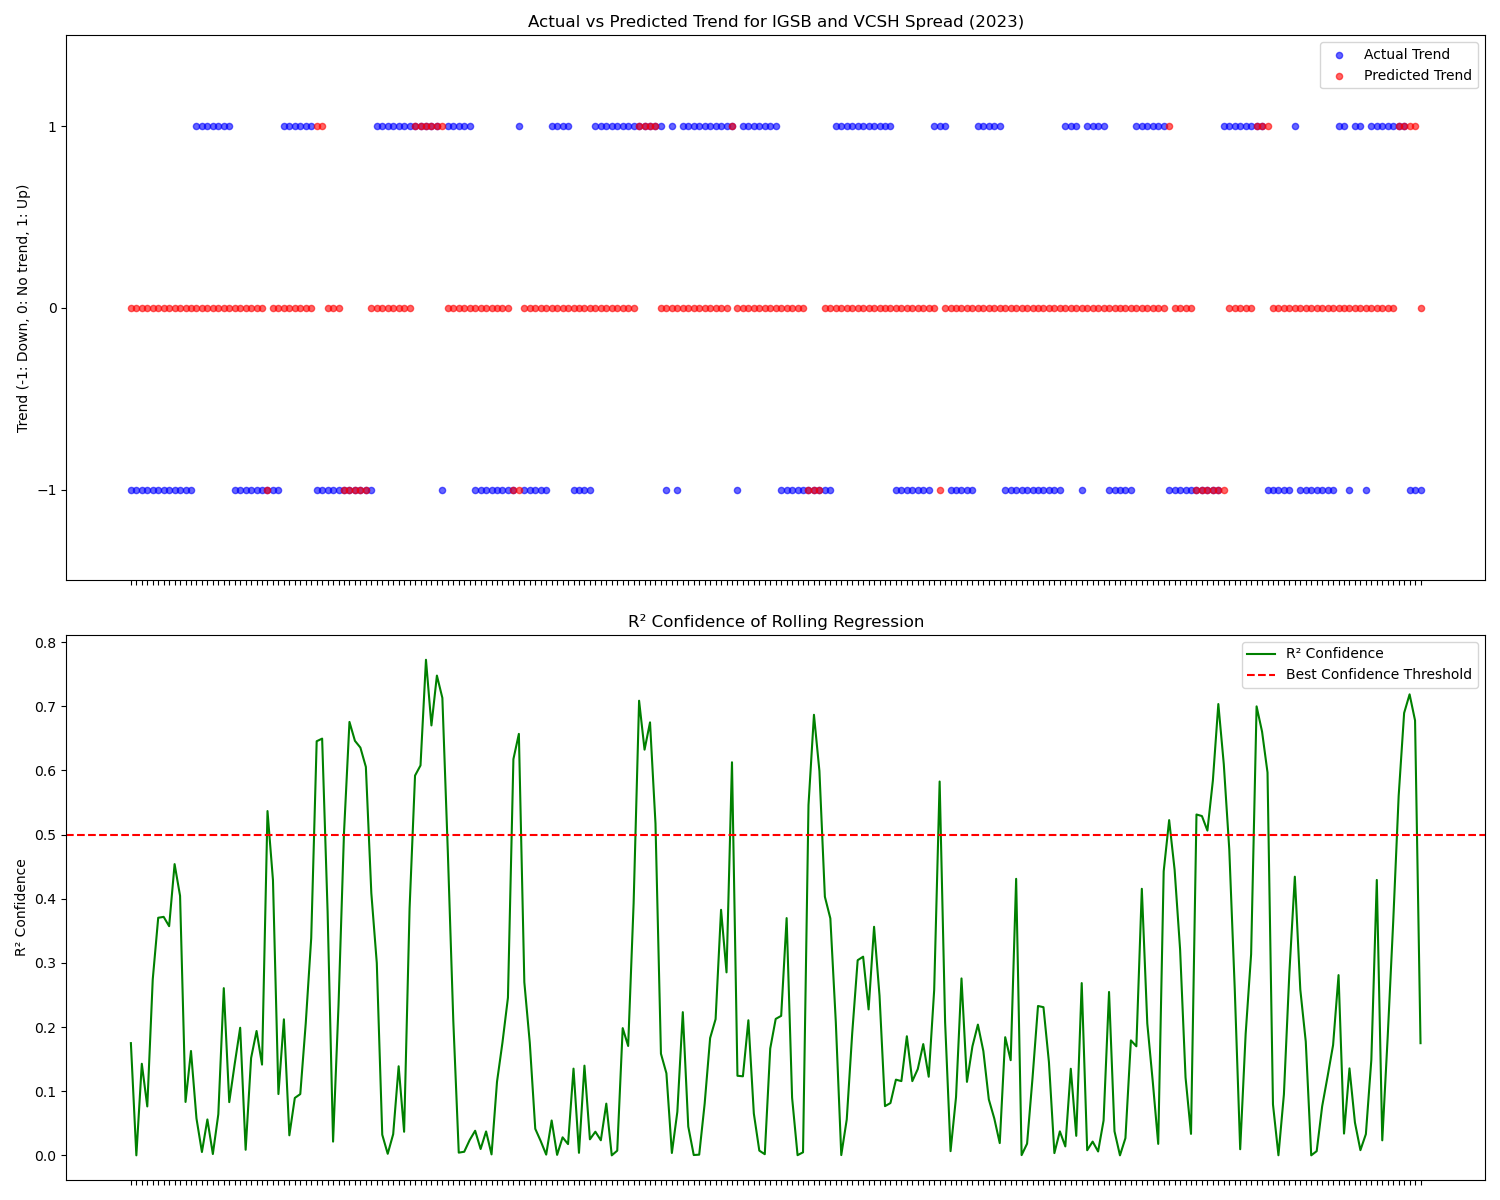 Actual vs Predicted Trend for IGSB and VCSH Spread (2023)
Actual Trend
Predicted Trend
Trend (-1: Down, 0: No trend, 1: Up)
1
0
−1
R² Confidence of Rolling Regression
R² Confidence
Best Confidence Threshold
R² Confidence
0.8
0.7
0.6
0.5
0.4
0.3
0.2
0.1
0.0